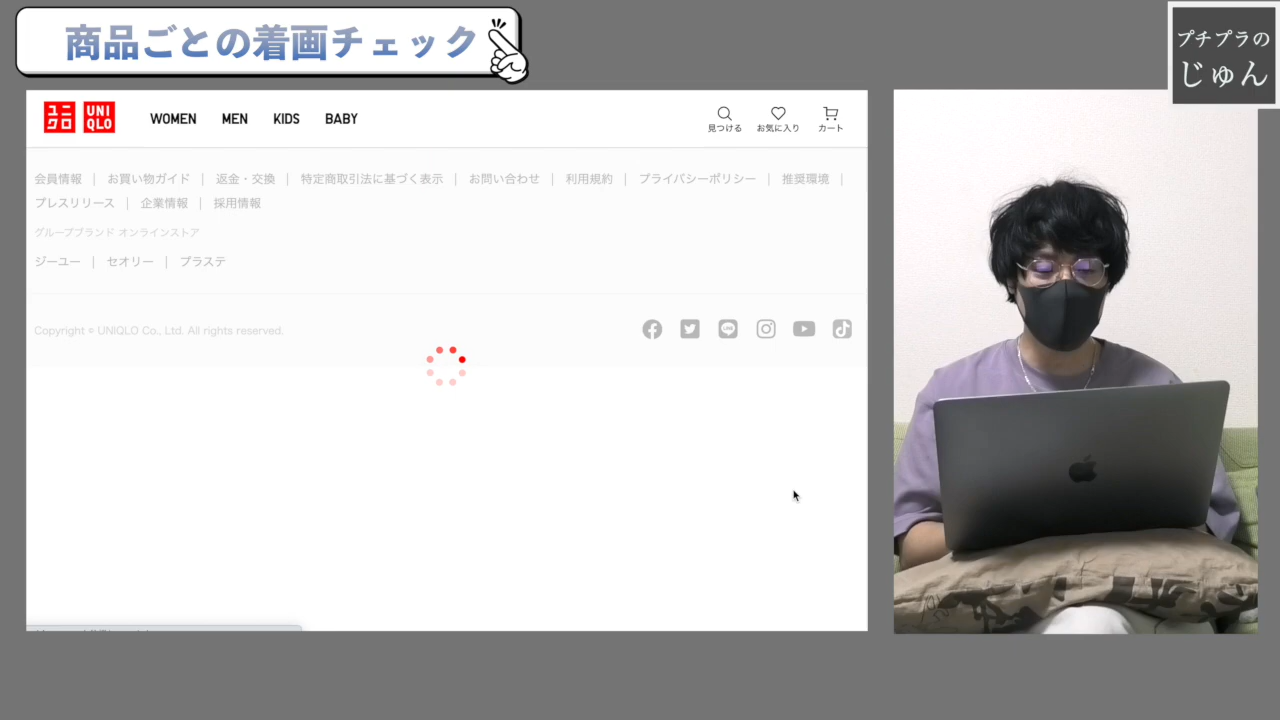 商品ごとの着画チェック
プチプラの
じゅん
ユニ
クロ
UNI
QLO
WOMEN
MEN
KIDS
BABY
見つける
お気に入り
カート
会員情報 | お買い物ガイド | 返金・交換 | 特定商取引法に基づく表示 | お問い合わせ | 利用規約 | プライバシーポリシー | 推奨環境 |
プレスリリース | 企業情報 | 採用情報
グループブランド オンラインストア
ジーユー | セオリー | プラステ
Copyright © UNIQLO Co., Ltd. All rights reserved.